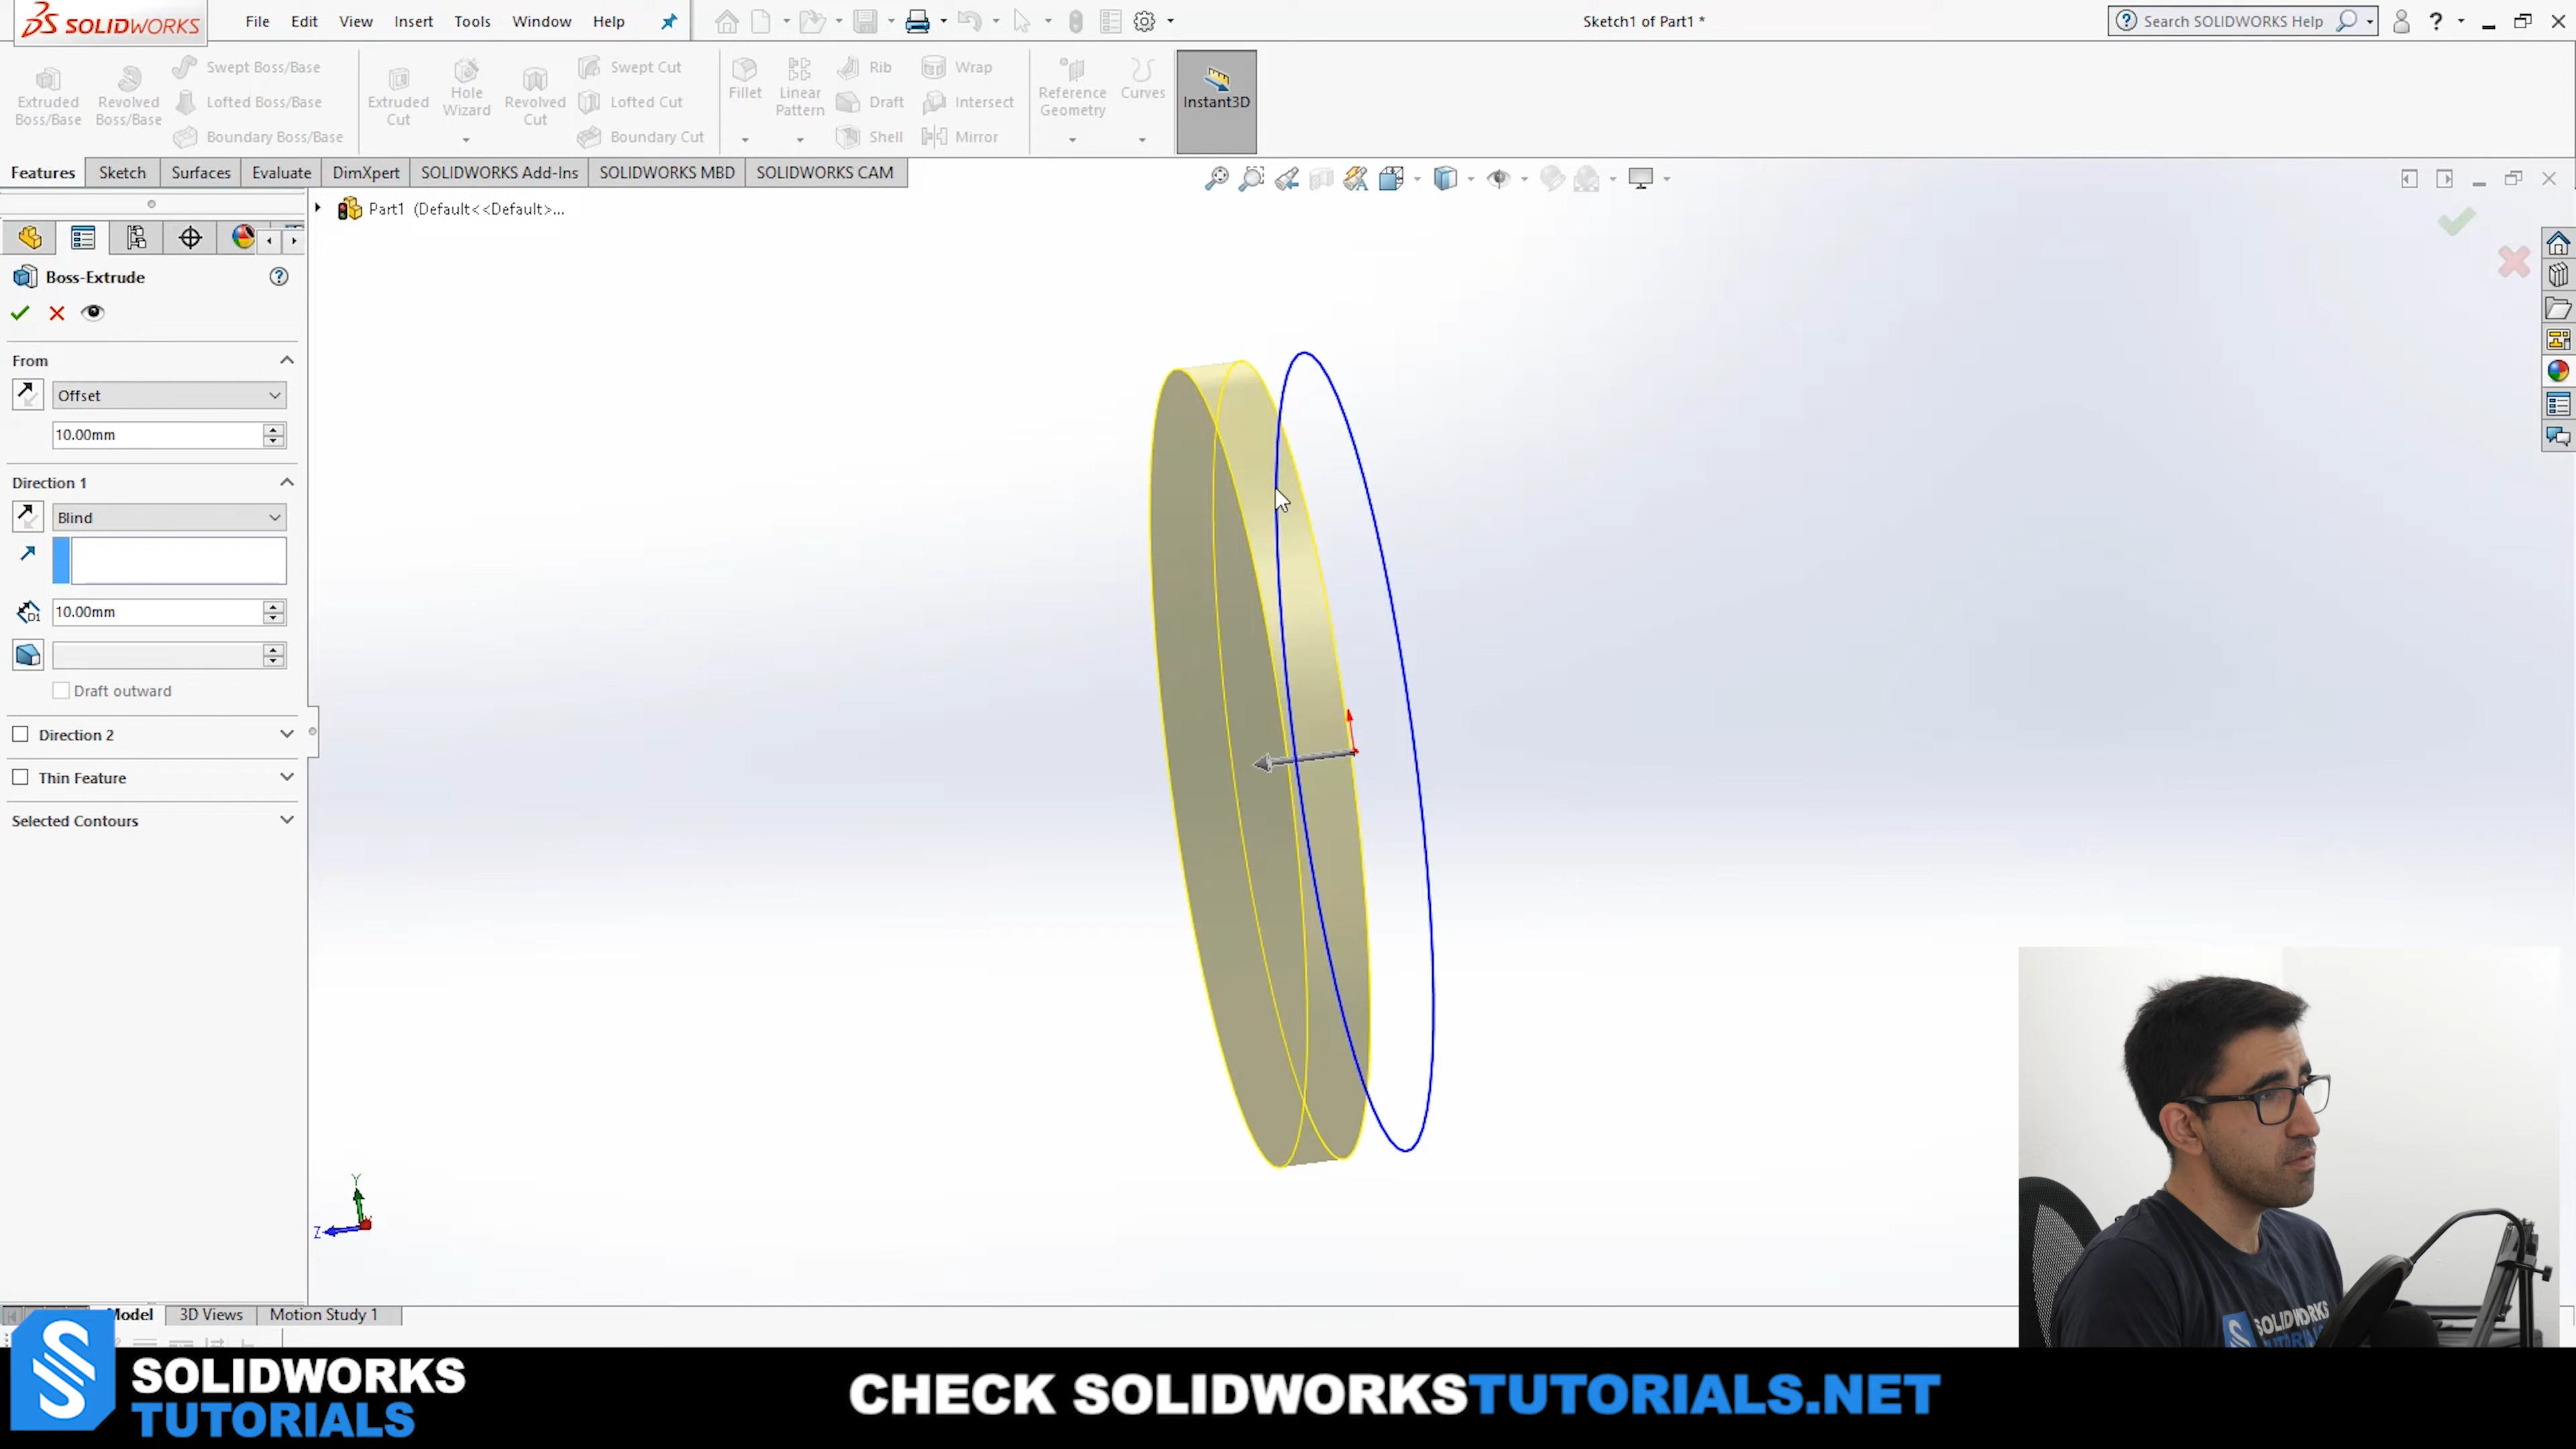 SOLIDWORKS File Edit View Insert Tools Window Help Sketch1 of Part1 * Search SOLIDWORKS Help
Extruded Boss/Base
Revolved Boss/Base
Swept Boss/Base
Lofted Boss/Base
Boundary Boss/Base
Extruded Cut
Hole Wizard
Revolved Cut
Swept Cut
Lofted Cut
Boundary Cut
Fillet
Linear Pattern
Rib
Draft
Shell
Wrap
Intersect
Mirror
Reference Geometry
Curves
Instant3D
Features Sketch Surfaces Evaluate DimXpert SOLIDWORKS Add-Ins SOLIDWORKS MBD SOLIDWORKS CAM
Part1 (Default<<Default>...
Boss-Extrude
From
Offset
10.00mm
Direction 1
Blind
D1 10.00mm
Draft outward
Direction 2
Thin Feature
Selected Contours
Y
Z
Model 3D Views Motion Study 1
SOLIDWORKS
TUTORIALS
CHECK SOLIDWORKSTUTORIALS.NET
SOLIDWORKS
TUTORIALS